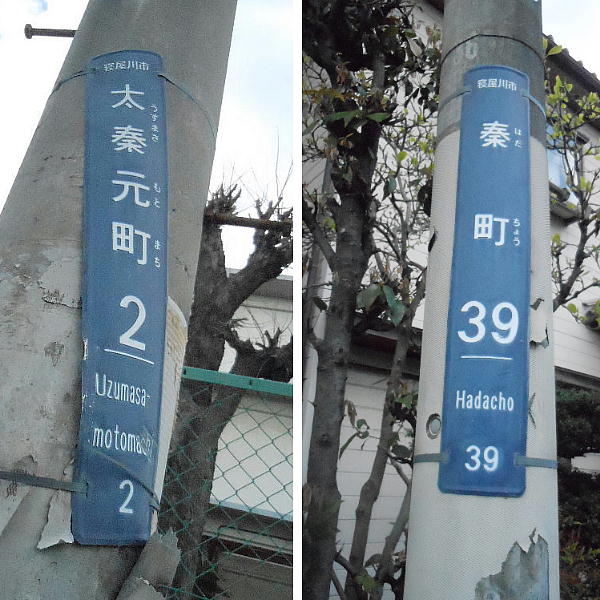 寝屋川市
太秦元町
うずまさ もと まち
2
Uzumasa-
motomachi
2
寝屋川市
秦町
はだ ちょう
39
Hadacho
39